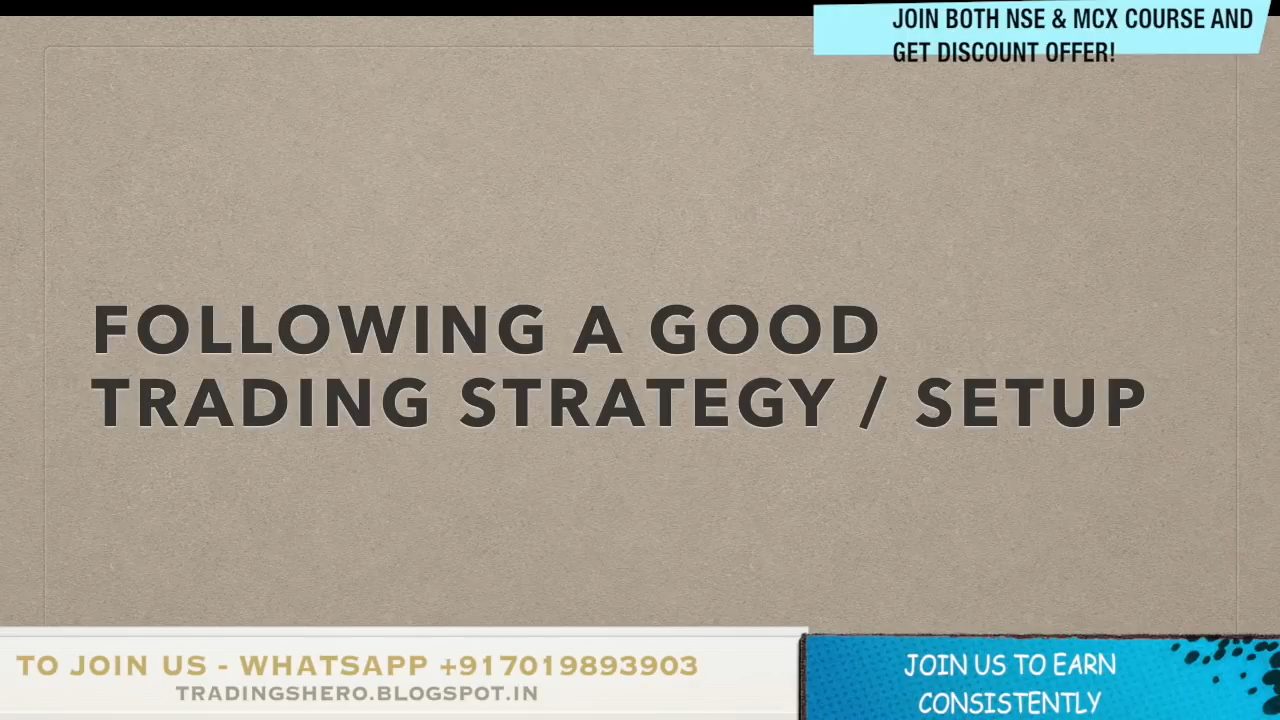 JOIN BOTH NSE & MCX COURSE AND
GET DISCOUNT OFFER!
FOLLOWING A GOOD
TRADING STRATEGY / SETUP
TO JOIN US - WHATSAPP +917019893903
TRADINGSHERO.BLOGSPOT.IN
JOIN US TO EARN
CONSISTENTLY